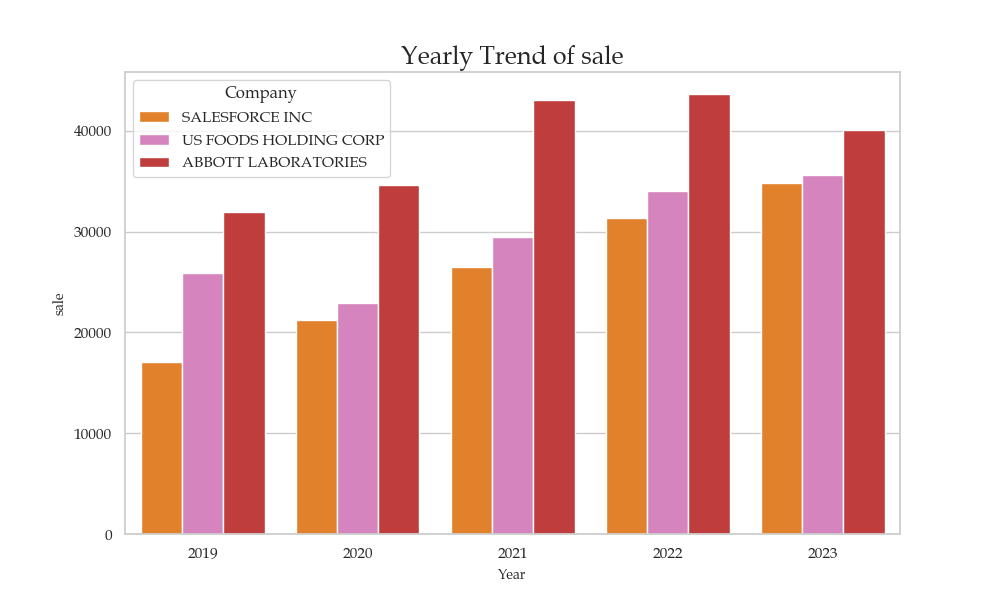 Yearly Trend of sale
Company
SALESFORCE INC
US FOODS HOLDING CORP
ABBOTT LABORATORIES
sale
40000
30000
20000
10000
0
2019 2020 2021 2022 2023
Year